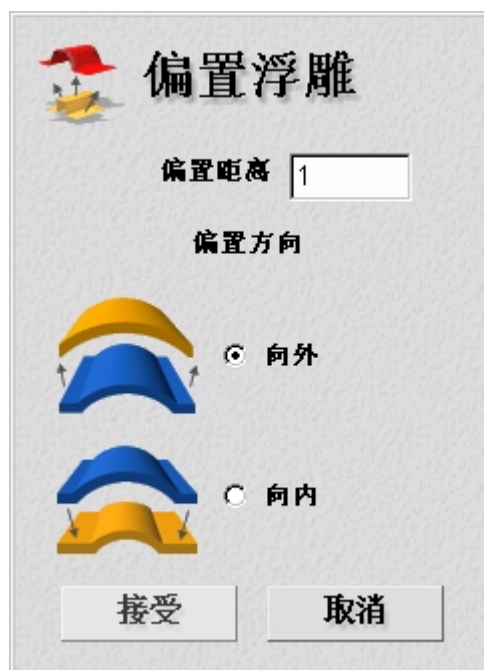 偏置浮雕
偏置距离 1
偏置方向
向外
向内
接受 取消